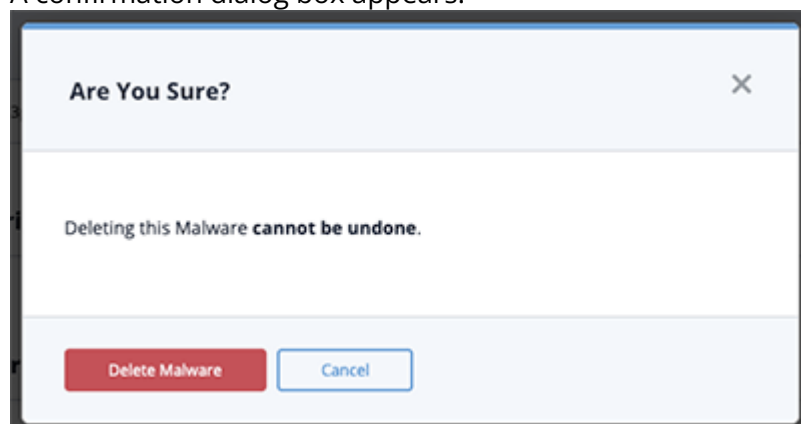 A confirmation dialog box appears.
Are You Sure?
Deleting this Malware cannot be undone.
Delete Malware
Cancel